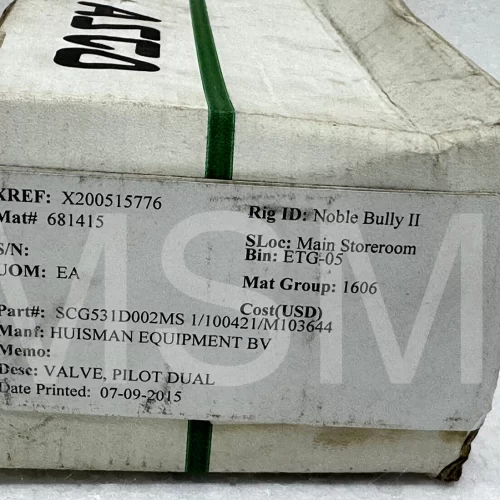 ASCO
XREF: X200515776
Mat# 681415
Rig ID: Noble Bully II
S/N:
SLoc: Main Storeroom
Bin: ETG-05
UOM: EA
Mat Group: 1606
Cost(USD)
Part#: SCG531D002MS 1/100421/M103644
Manf: HUISMAN EQUIPMENT BV
Memo:
Desc: VALVE, PILOT DUAL
Date Printed: 07-09-2015
MSM